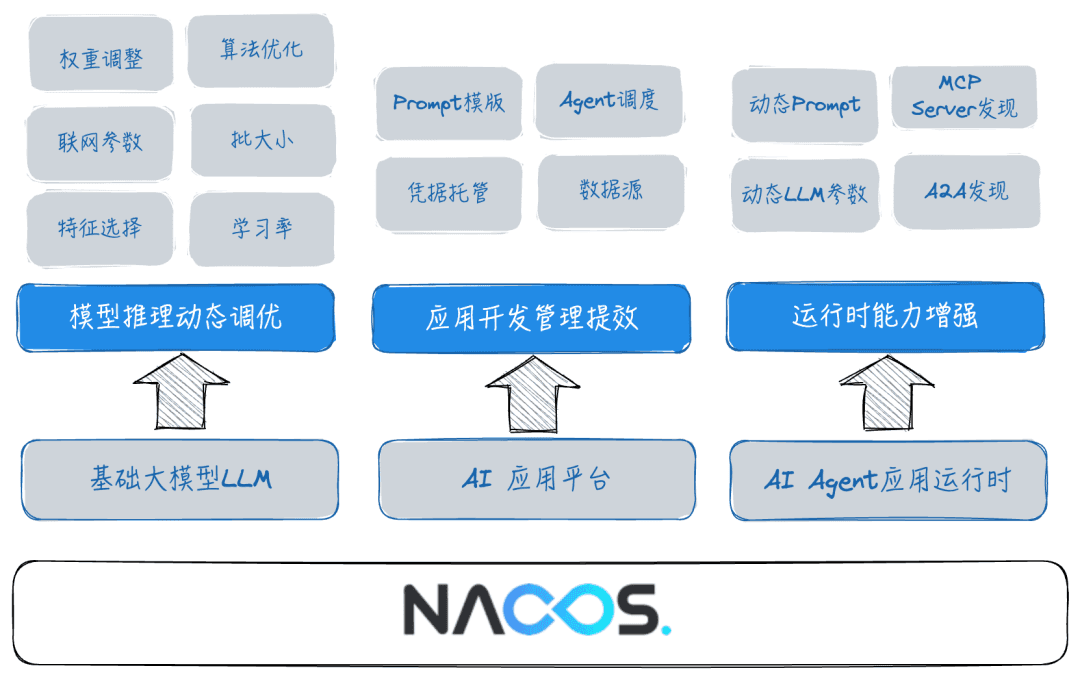 权重调整
算法优化
联网参数
批大小
特征选择
学习率
模型推理动态调优
基础大模型LLM
Prompt模版
Agent调度
凭据托管
数据源
应用开发管理提效
AI 应用平台
动态Prompt
MCP
Server发现
动态LLM参数
A2A发现
运行时能力增强
AI Agent应用运行时
NACOS.